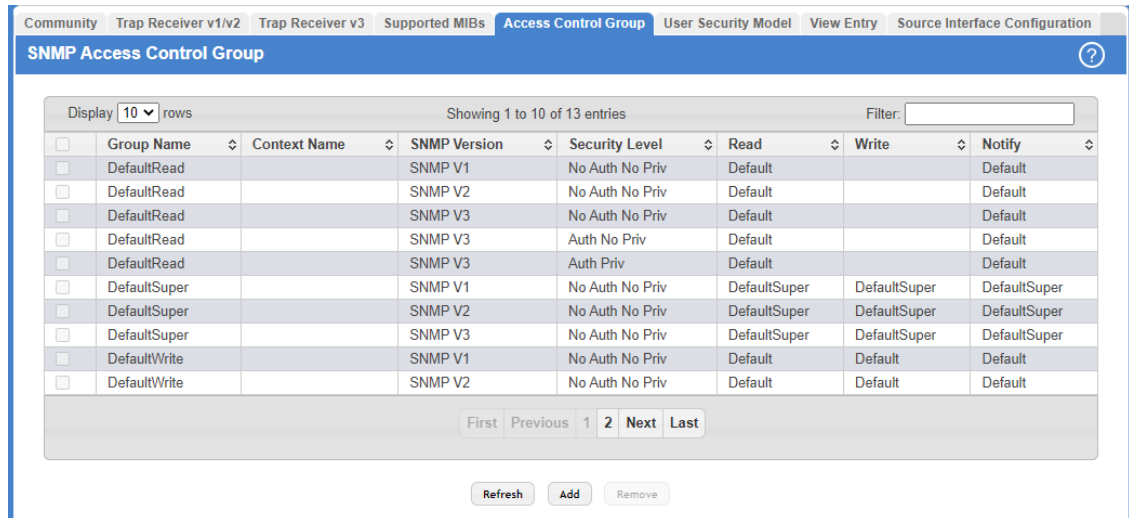 Community Trap Receiver v1/v2 Trap Receiver v3 Supported MIBs Access Control Group User Security Model View Entry Source Interface Configuration
SNMP Access Control Group ?
Display 10 rows Showing 1 to 10 of 13 entries Filter:
Group Name Context Name SNMP Version Security Level Read Write Notify
DefaultRead SNMP V1 No Auth No Priv Default Default
DefaultRead SNMP V2 No Auth No Priv Default Default
DefaultRead SNMP V3 No Auth No Priv Default Default
DefaultRead SNMP V3 Auth No Priv Default Default
DefaultRead SNMP V3 Auth Priv Default Default
DefaultSuper SNMP V1 No Auth No Priv DefaultSuper DefaultSuper DefaultSuper
DefaultSuper SNMP V2 No Auth No Priv DefaultSuper DefaultSuper DefaultSuper
DefaultSuper SNMP V3 No Auth No Priv DefaultSuper DefaultSuper DefaultSuper
DefaultWrite SNMP V1 No Auth No Priv Default Default Default
DefaultWrite SNMP V2 No Auth No Priv Default Default Default
First Previous 1 2 Next Last
Refresh Add Remove